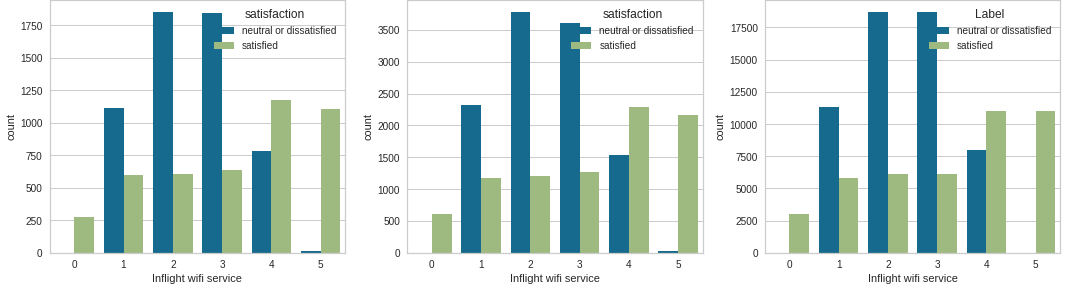 satisfaction
neutral or dissatisfied
satisfied
1750
1500
1250
1000
750
500
250
0
count
0 1 2 3 4 5
Inflight wifi service
satisfaction
neutral or dissatisfied
satisfied
3500
3000
2500
2000
1500
1000
500
0
count
0 1 2 3 4 5
Inflight wifi service
Label
neutral or dissatisfied
satisfied
17500
15000
12500
10000
7500
5000
2500
0
count
0 1 2 3 4 5
Inflight wifi service